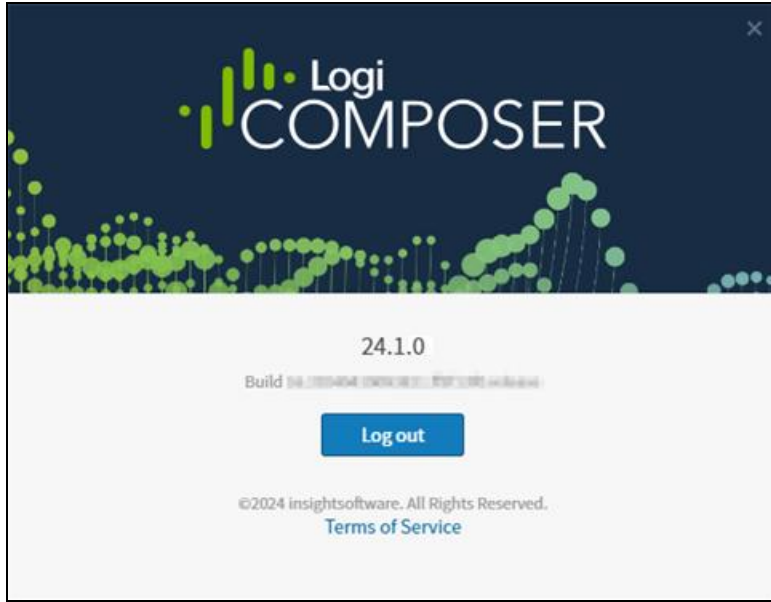 Logi
COMPOSER
24.1.0
Build
Log out
©2024 insightsoftware. All Rights Reserved.
Terms of Service